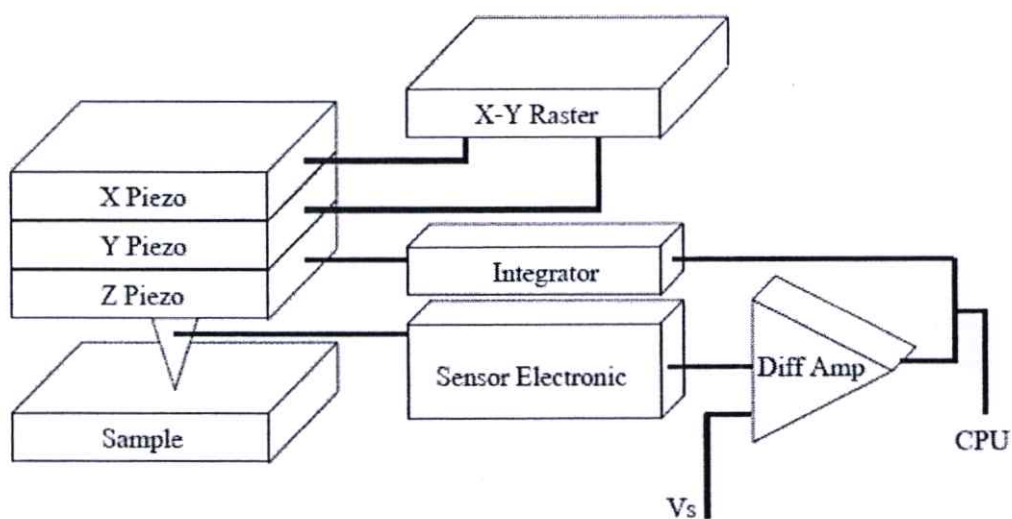 X-Y Raster
X Piezo
Y Piezo
Z Piezo
Integrator
Sensor Electronic
Diff Amp
Sample
CPU
Vs